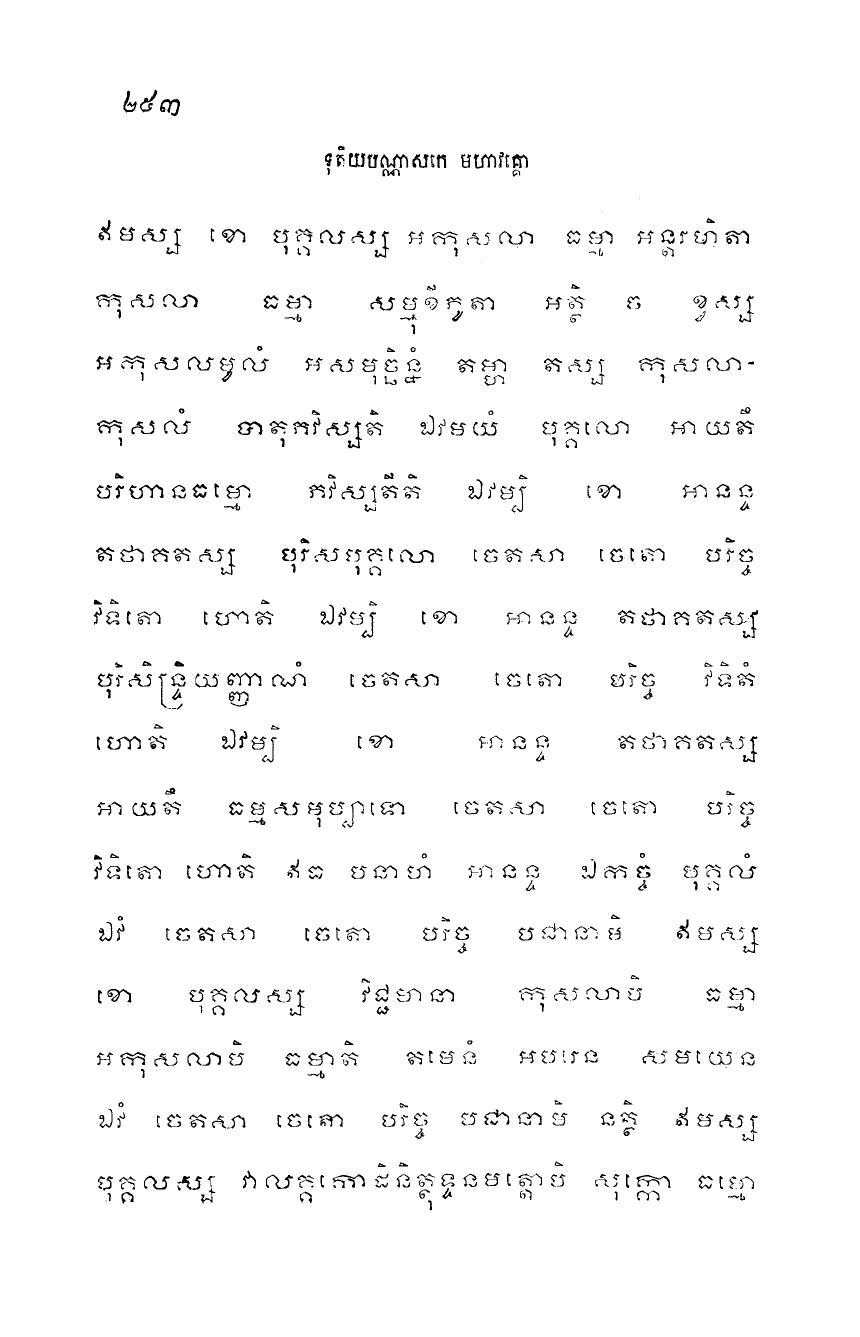 ២៥៣
ទុតិយបណ្ណាសកេ មហាវគ្គោ
ឥមស្ស ខោ បុគ្គលស្ស អកុសលា ធម្មា អន្តរហិតា
កុសលា ធម្មា សម្មុខីភូតា អត្ថិ ច ខ្វស្ស
អកុសលមូលំ អសមុច្ឆិន្នំ តម្ហា តស្ស កុសលា-
កុសលំ បាតុភវិស្សតិ ឯវមយំ បុគ្គលោ អាយតឹ
បរិហានធម្មោ ភវិស្សតីតិ ឯវម្បិ ខោ អានន្ទ
តថាគតស្ស បុរិសបុគ្គលោ ចេតសា ចេតោ បរិច្ច
វិទិតោ ហោតិ ឯវម្បិ ខោ អានន្ទ តថាគតស្ស
បុរិសិន្ទ្រិយញ្ញាណំ ចេតសា ចេតោ បរិច្ច វិទិតំ
ហោតិ ឯវម្បិ ខោ អានន្ទ តថាគតស្ស
អាយតឹ ធម្មសមុប្បាទោ ចេតសា ចេតោ បរិច្ច
វិទិតោ ហោតិ ឥធ បនាហំ អានន្ទ ឯកច្ចំ បុគ្គលំ
ឯវំ ចេតសា ចេតោ បរិច្ច បជានាមិ ឥមស្ស
ខោ បុគ្គលស្ស វិជ្ជមានា កុសលាបិ ធម្មា
អកុសលាបិ ធម្មាតិ តមេនំ អបរេន សមយេន
ឯវំ ចេតសា ចេតោ បរិច្ច បជានាមិ នត្ថិ ឥមស្ស
បុគ្គលស្ស វាលគ្គកោដិនិត្ថុទ្ទនមត្តោបិ សុក្កោ ធម្មោ